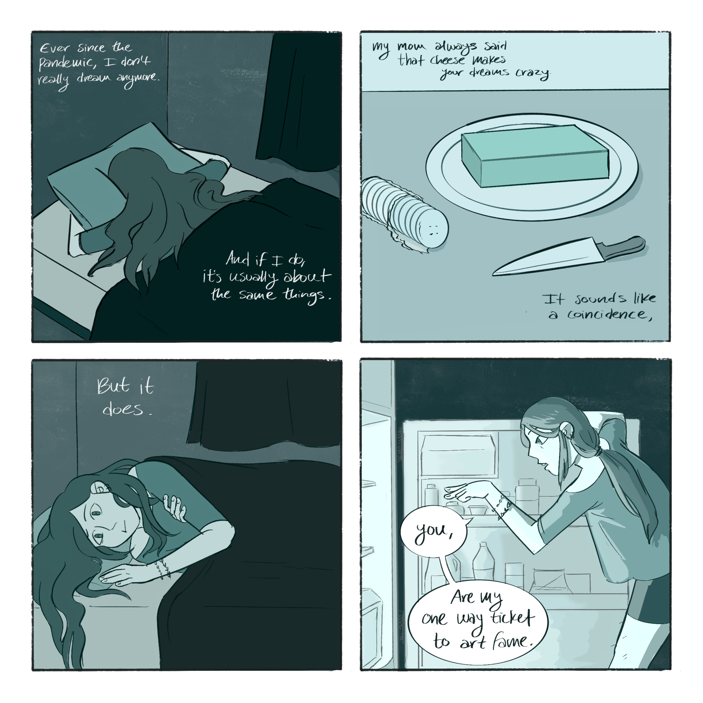 Ever since the
Pandemic, I don't
really dream anymore.
And if I do,
it's usually about
the same things.
my mom always said
that cheese makes
your dreams crazy
It sounds like
a coincidence,
But it
does.
you,
Are my
one way ticket
to art fame.